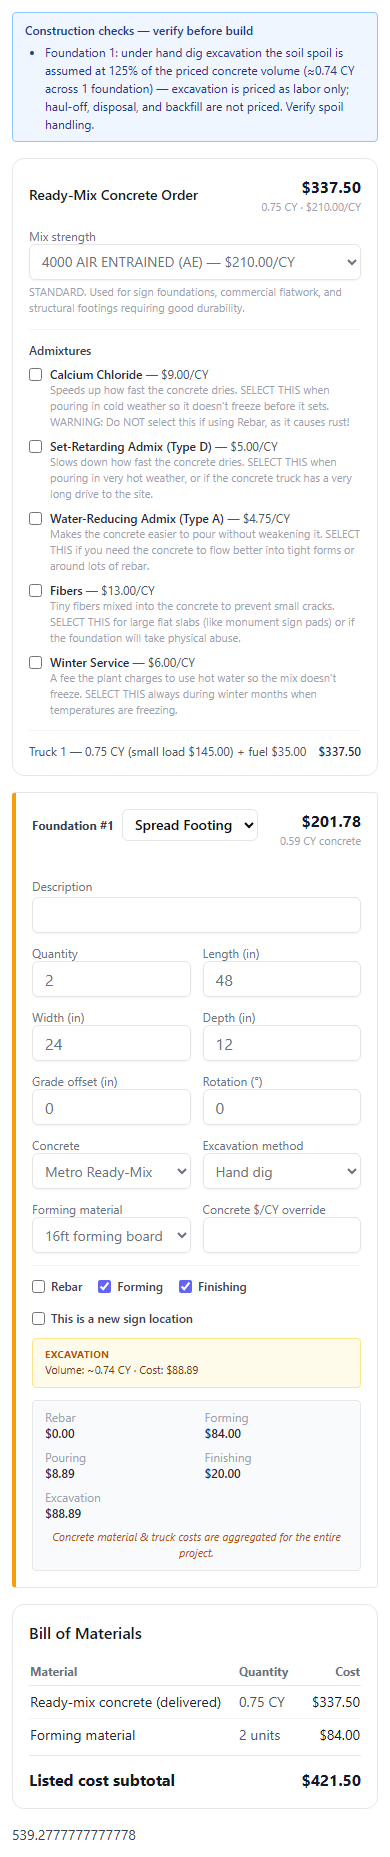 Construction checks — verify before build
• Foundation 1: under hand dig excavation the soil spoil is
assumed at 125% of the priced concrete volume (≈0.74 CY
across 1 foundation) — excavation is priced as labor only;
haul-off, disposal, and backfill are not priced. Verify spoil
handling.
Ready-Mix Concrete Order
$337.50
0.75 CY · $210.00/CY
Mix strength
4000 AIR ENTRAINED (AE) — $210.00/CY
STANDARD. Used for sign foundations, commercial flatwork, and
structural footings requiring good durability.
Admixtures
Calcium Chloride — $9.00/CY
Speeds up how fast the concrete dries. SELECT THIS when
pouring in cold weather so it doesn't freeze before it sets.
WARNING: Do NOT select this if using Rebar, as it causes rust!
Set-Retarding Admix (Type D) — $5.00/CY
Slows down how fast the concrete dries. SELECT THIS when
pouring in very hot weather, or if the concrete truck has a very
long drive to the site.
Water-Reducing Admix (Type A) — $4.75/CY
Makes the concrete easier to pour without weakening it. SELECT
THIS if you need the concrete to flow better into tight forms or
around lots of rebar.
Fibers — $13.00/CY
Tiny fibers mixed into the concrete to prevent small cracks.
SELECT THIS for large flat slabs (like monument sign pads) or if
the foundation will take physical abuse.
Winter Service — $6.00/CY
A fee the plant charges to use hot water so the mix doesn't
freeze. SELECT THIS always during winter months when
temperatures are freezing.
Truck 1 — 0.75 CY (small load $145.00) + fuel $35.00 $337.50
Foundation #1 Spread Footing
$201.78
0.59 CY concrete
Description
Quantity Length (in)
2 48
Width (in) Depth (in)
24 12
Grade offset (in) Rotation (°)
0 0
Concrete Excavation method
Metro Ready-Mix Hand dig
Forming material Concrete $/CY override
16ft forming board
Rebar Forming Finishing
This is a new sign location
EXCAVATION
Volume: ~0.74 CY · Cost: $88.89
Rebar Forming
$0.00 $84.00
Pouring Finishing
$8.89 $20.00
Excavation
$88.89
Concrete material & truck costs are aggregated for the entire
project.
Bill of Materials
Material Quantity Cost
Ready-mix concrete (delivered) 0.75 CY $337.50
Forming material 2 units $84.00
Listed cost subtotal $421.50
539.2777777777778